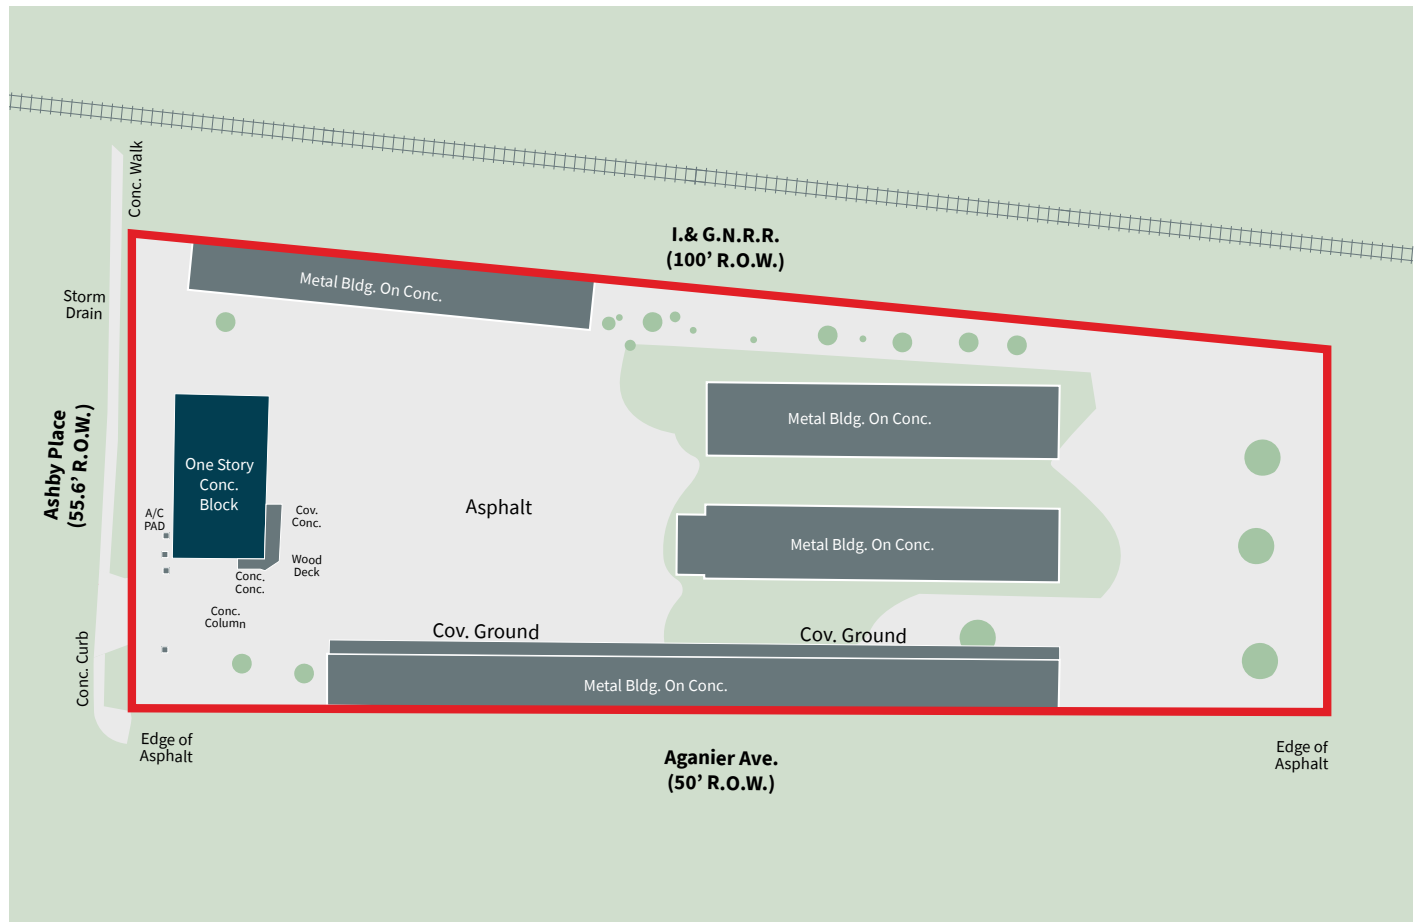 Conc. Walk
I.& G.N.R.R.
(100’ R.O.W.)
Metal Bldg. On Conc.
Storm
Drain
Ashby Place
(55.6’ R.O.W.)
Metal Bldg. On Conc.
One Story
Conc.
Block
Asphalt
A/C
PAD
Cov.
Conc.
Metal Bldg. On Conc.
Wood
Deck
Conc.
Conc.
Conc.
Column
Cov. Ground
Cov. Ground
Conc. Curb
Metal Bldg. On Conc.
Edge of
Asphalt
Aganier Ave.
(50’ R.O.W.)
Edge of
Asphalt